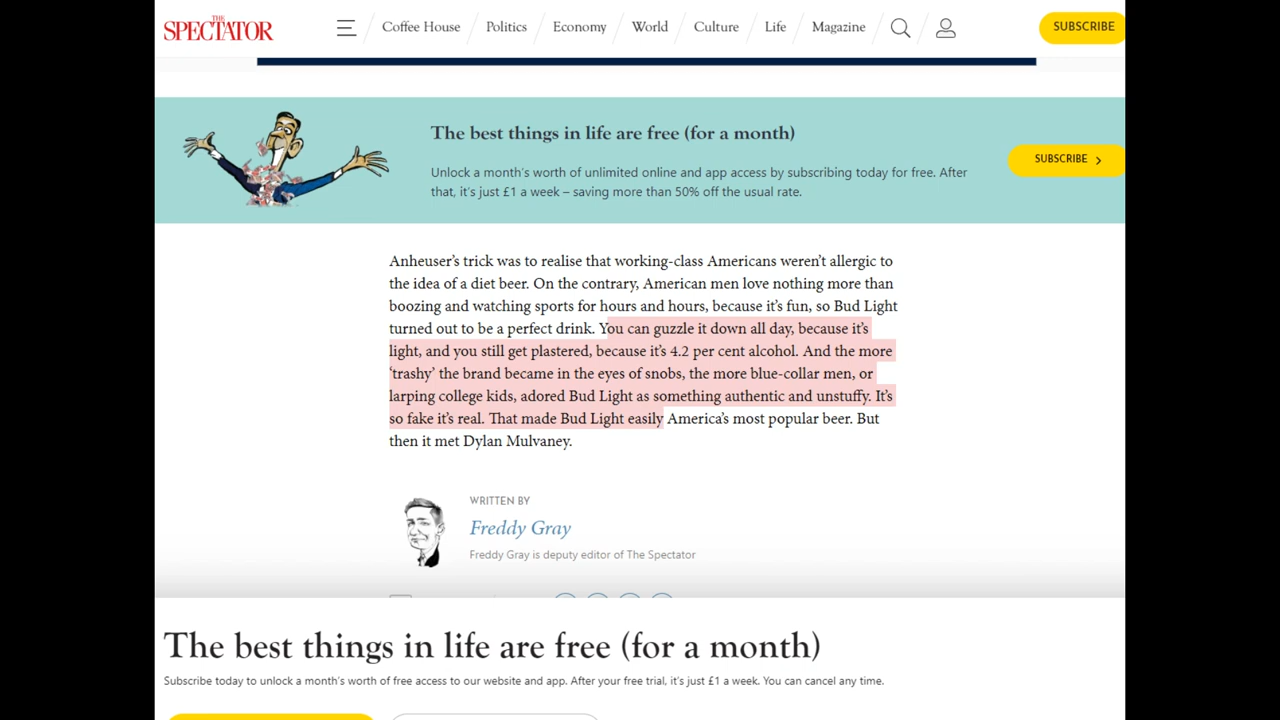 THE
SPECTATOR
Coffee House
Politics
Economy
World
Culture
Life
Magazine
SUBSCRIBE
The best things in life are free (for a month)
Unlock a month's worth of unlimited online and app access by subscribing today for free. After
that, it's just £1 a week – saving more than 50% off the usual rate.
SUBSCRIBE
Anheuser's trick was to realise that working-class Americans weren't allergic to
the idea of a diet beer. On the contrary, American men love nothing more than
boozing and watching sports for hours and hours, because it's fun, so Bud Light
turned out to be a perfect drink. You can guzzle it down all day, because it's
light, and you still get plastered, because it's 4.2 per cent alcohol. And the more
‘trashy’ the brand became in the eyes of snobs, the more blue-collar men, or
larping college kids, adored Bud Light as something authentic and unstuffy. It's
so fake it's real. That made Bud Light easily America's most popular beer. But
then it met Dylan Mulvaney.
WRITTEN BY
Freddy Gray
Freddy Gray is deputy editor of The Spectator
The best things in life are free (for a month)
Subscribe today to unlock a month's worth of free access to our website and app. After your free trial, it's just £1 a week. You can cancel any time.